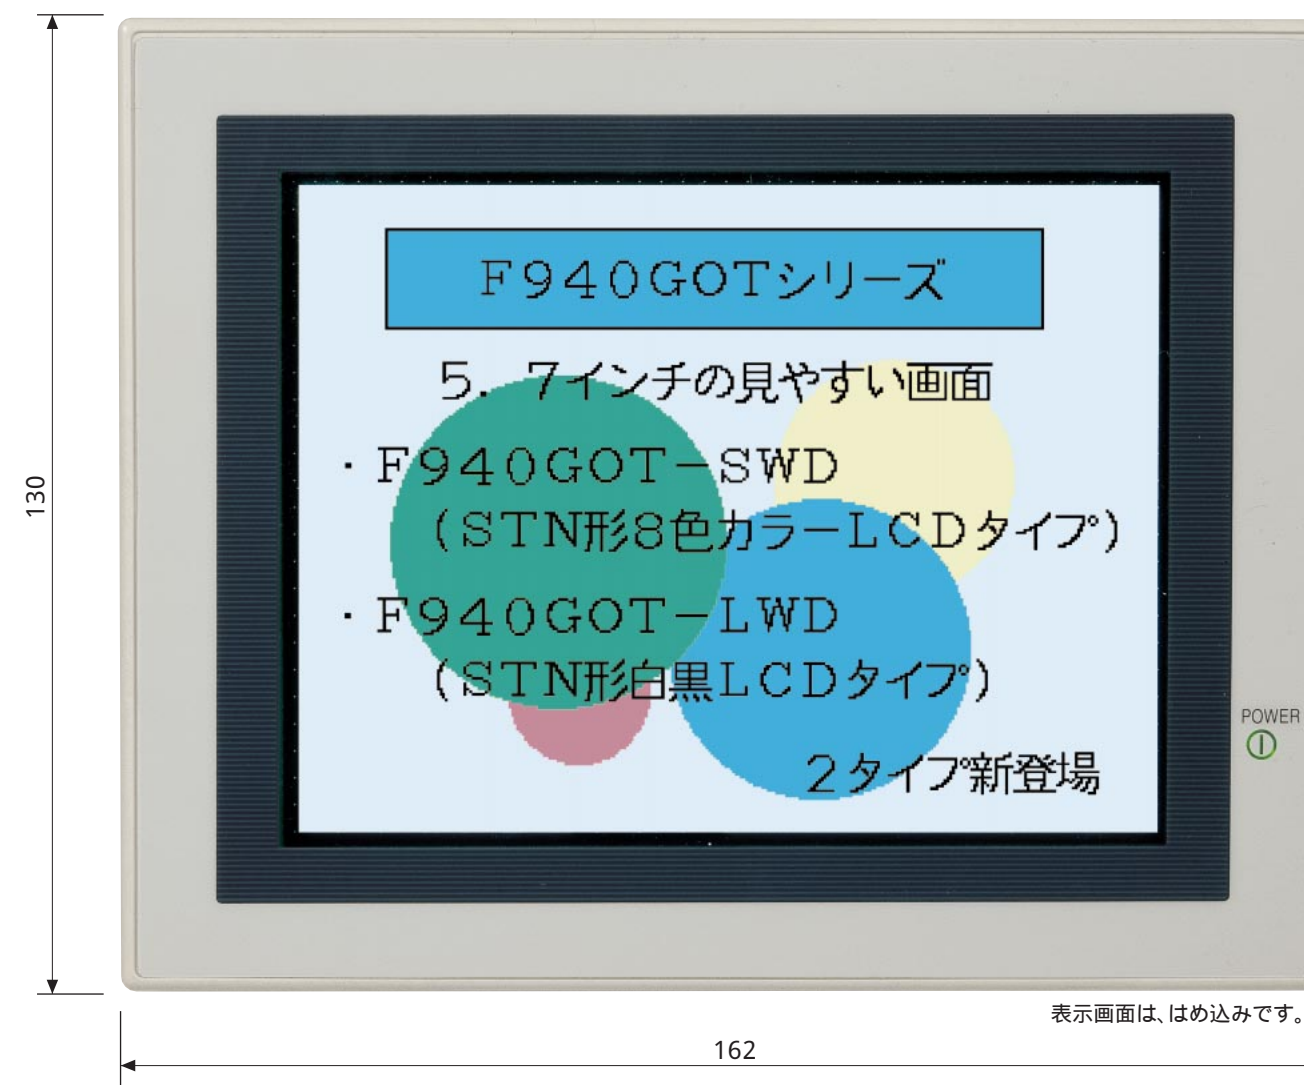 F940GOTシリーズ
5.7インチの見やすい画面
・F940GOT-SWD
(STN形8色カラーLCDタイプ)
・F940GOT-LWD
(STN形白黒LCDタイプ)
2タイプ新登場
POWER
130
表示画面は、はめ込みです。
162